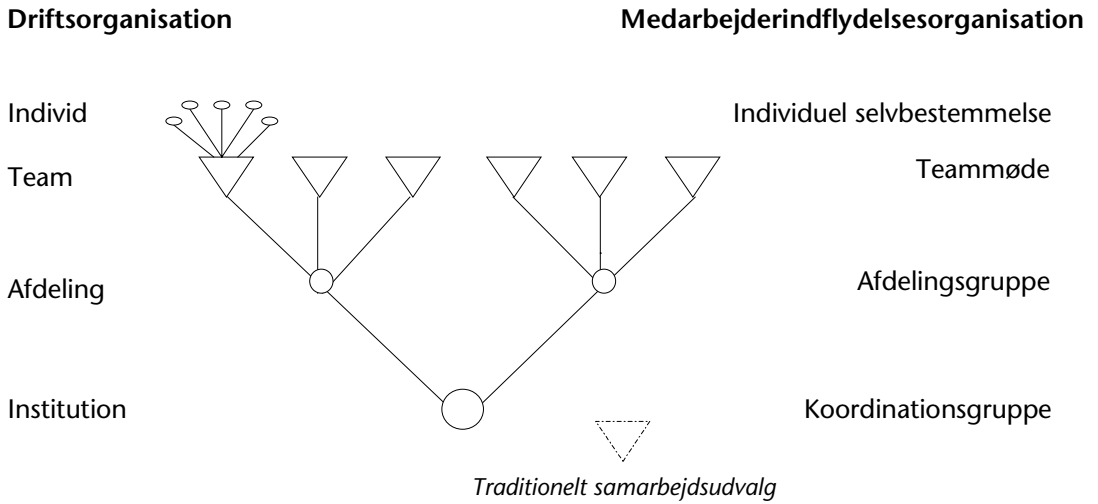 Driftsorganisation
Medarbejderindflydelsesorganisation
Individ
Individuel selvbestemmelse
Team
Teammøde
Afdeling
Afdelingsgruppe
Institution
Koordinationsgruppe
Traditionelt samarbejdsudvalg